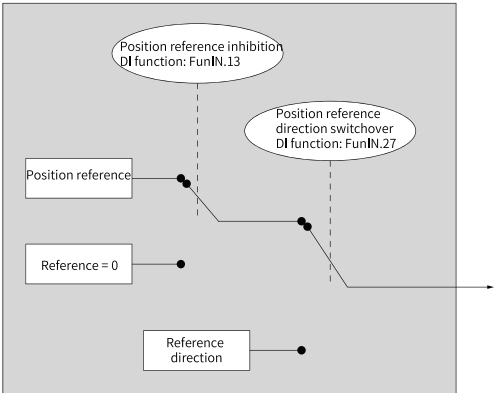 Position reference inhibition
DI function: FunIN.13
Position reference
direction switchover
DI function: FunIN.27
Position reference
Reference = 0
Reference
direction